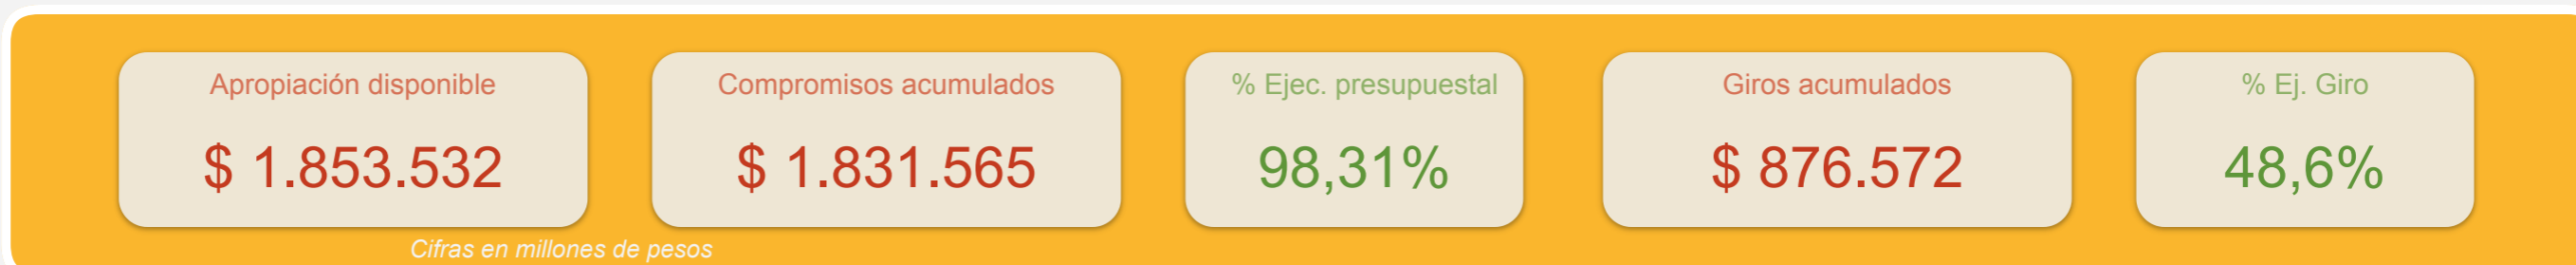 Apropiación disponible
$ 1.853.532
Compromisos acumulados
$ 1.831.565
% Ejec. presupuestal
98,31%
Giros acumulados
$ 876.572
% Ej. Giro
48,6%
Cifras en millones de pesos